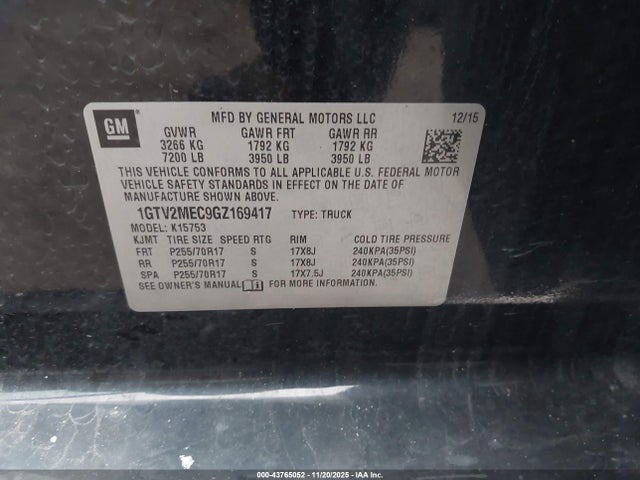 GM
MFD BY GENERAL MOTORS LLC 12/15
GVWR GAWR FRT GAWR RR
3266 KG 1792 KG 1792 KG
7200 LB 3950 LB 3950 LB
THIS VEHICLE CONFORMS TO ALL APPLICABLE U.S. FEDERAL MOTOR
VEHICLE SAFETY STANDARDS IN EFFECT ON THE DATE OF
MANUFACTURE SHOWN ABOVE.
1GTV2MEC9GZ169417 TYPE: TRUCK
MODEL: K15753
KJMT TIRE SIZE SPEED RTG RIM COLD TIRE PRESSURE
FRT P255/70R17 S 17X8J 240KPA(35PSI)
RR P255/70R17 S 17X8J 240KPA(35PSI)
SPA P255/70R17 S 17X7.5J 240KPA(35PSI)
SEE OWNER'S MANUAL FOR MORE INFORMATION.
000-43765052 - 11/20/2025 - IAA Inc.